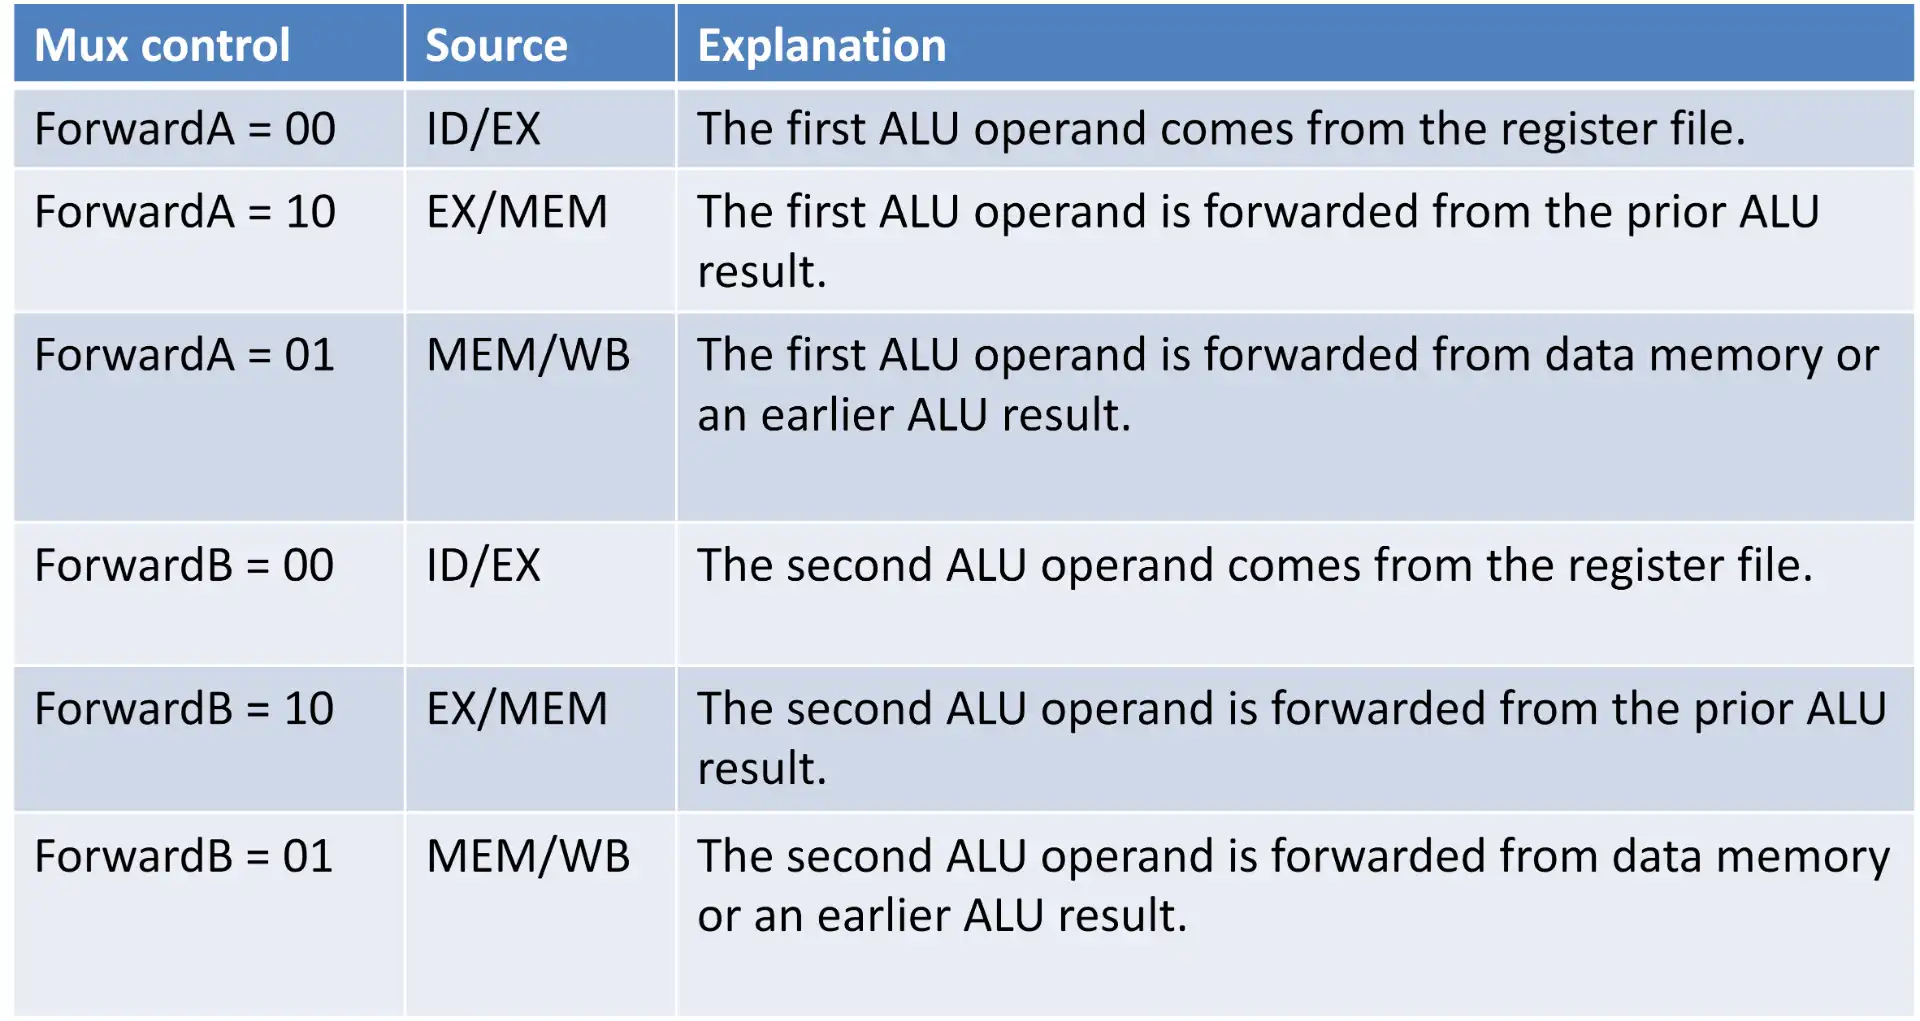 Mux control Source Explanation
ForwardA = 00 ID/EX The first ALU operand comes from the register file.
ForwardA = 10 EX/MEM The first ALU operand is forwarded from the prior ALU
result.
ForwardA = 01 MEM/WB The first ALU operand is forwarded from data memory or
an earlier ALU result.
ForwardB = 00 ID/EX The second ALU operand comes from the register file.
ForwardB = 10 EX/MEM The second ALU operand is forwarded from the prior ALU
result.
ForwardB = 01 MEM/WB The second ALU operand is forwarded from data memory
or an earlier ALU result.